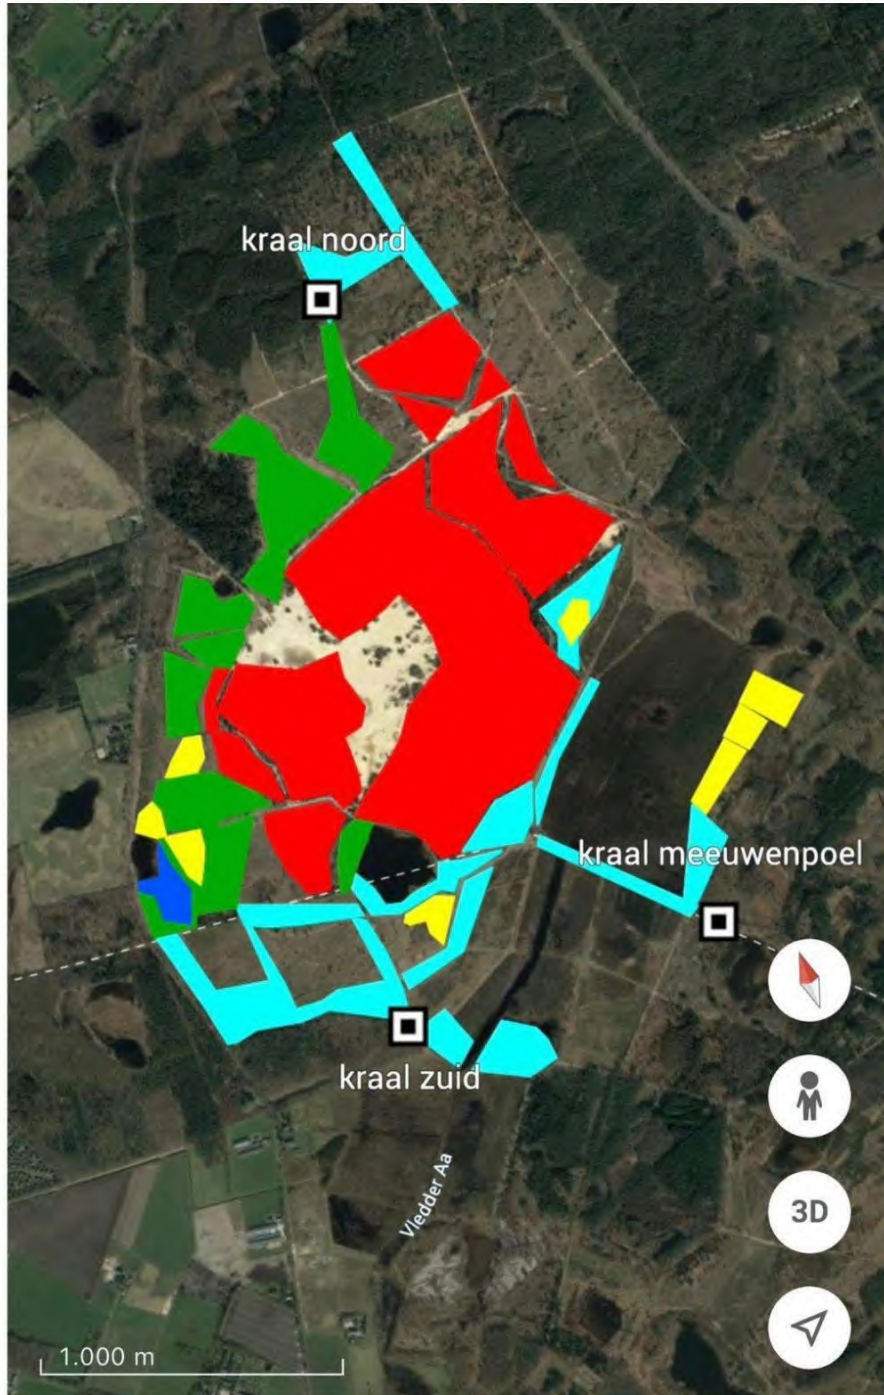 kraal noord
kraal meeuwenpoel
kraal zuid
Vledder Aa
3D
1.000 m